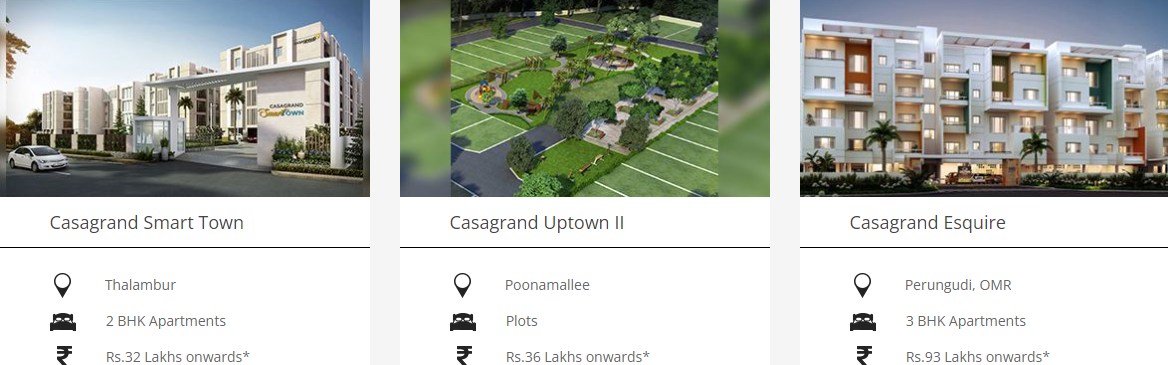 CASAGRAND
SmarTOWN
Casagrand Smart Town
Thalambur
2 BHK Apartments
Rs.32 Lakhs onwards*
Casagrand Uptown II
Poonamallee
Plots
Rs.36 Lakhs onwards*
Casagrand Esquire
Perungudi, OMR
3 BHK Apartments
Rs.93 Lakhs onwards*